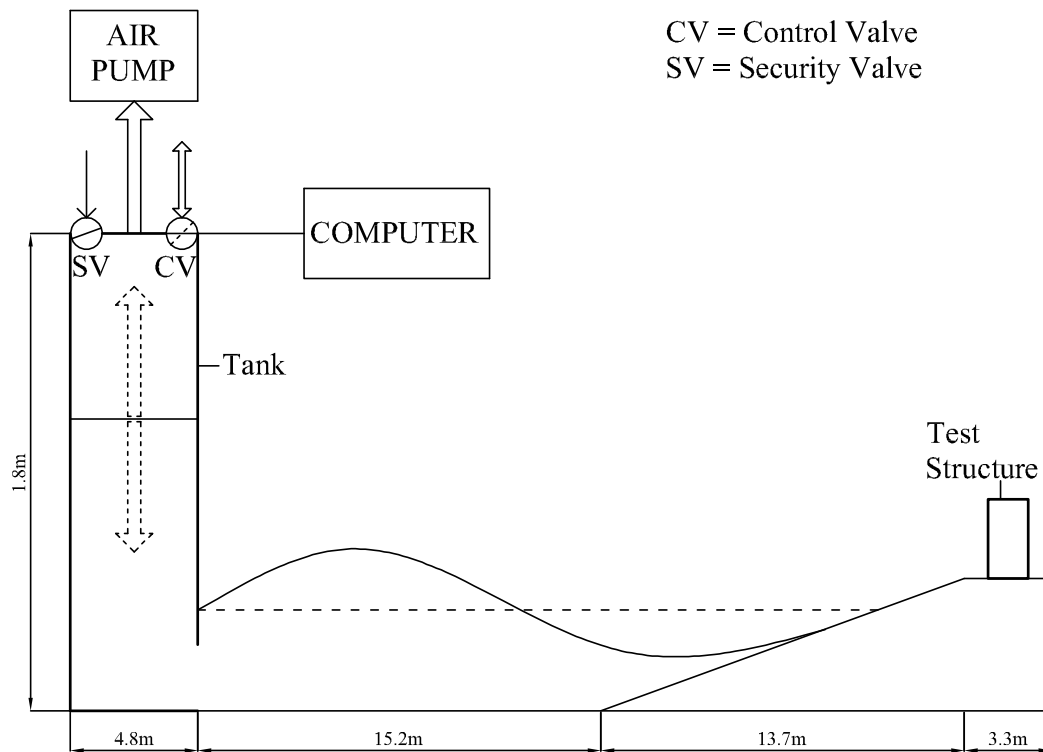 AIR
PUMP
CV = Control Valve
SV = Security Valve
COMPUTER
SV
CV
Tank
Test
Structure
1.8m
4.8m
15.2m
13.7m
3.3m